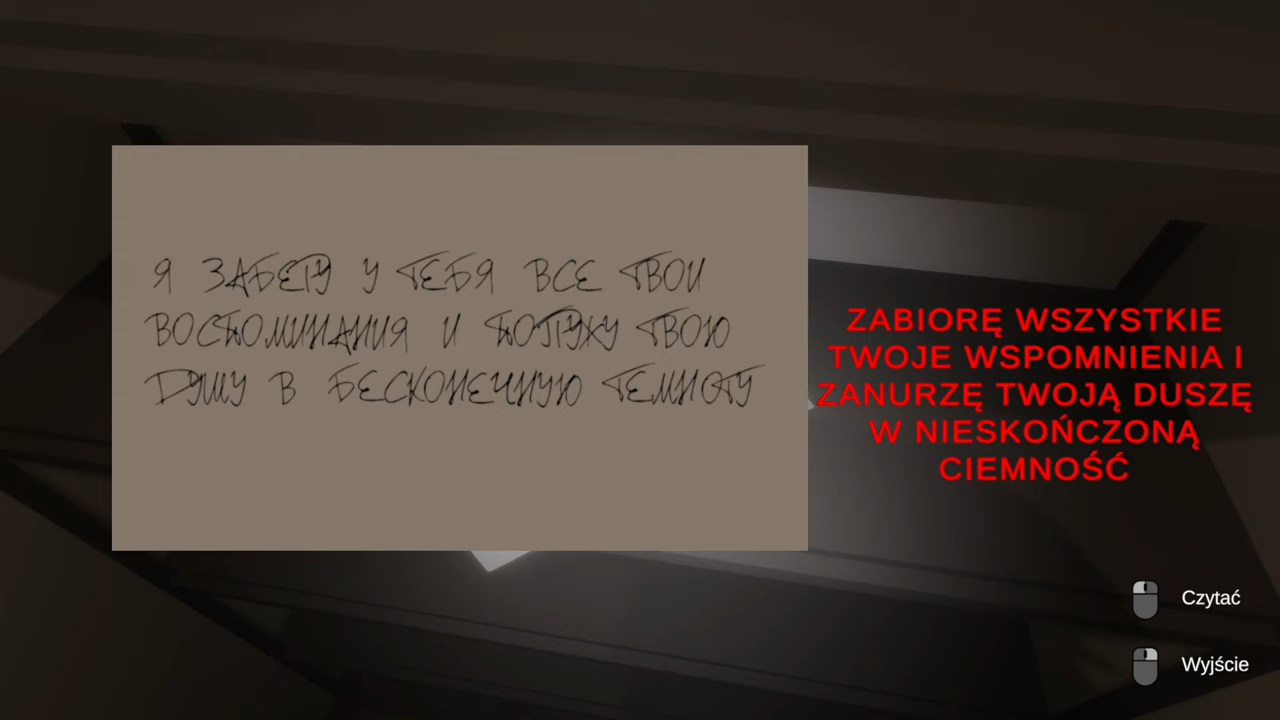 Я ЗАБЕРУ У ТЕБЯ ВСЕ ТВОИ
ВОСПОМИНАНИЯ И ПОГРУЖУ ТВОЮ
ДУШУ В БЕСКОНЕЧНУЮ ТЕМНОТУ
ZABIORĘ WSZYSTKIE
TWOJE WSPOMNIENIA I
ZANURZĘ TWOJĄ DUSZĘ
W NIESKOŃCZONĄ
CIEMNOŚĆ
Czytać
Wyjście